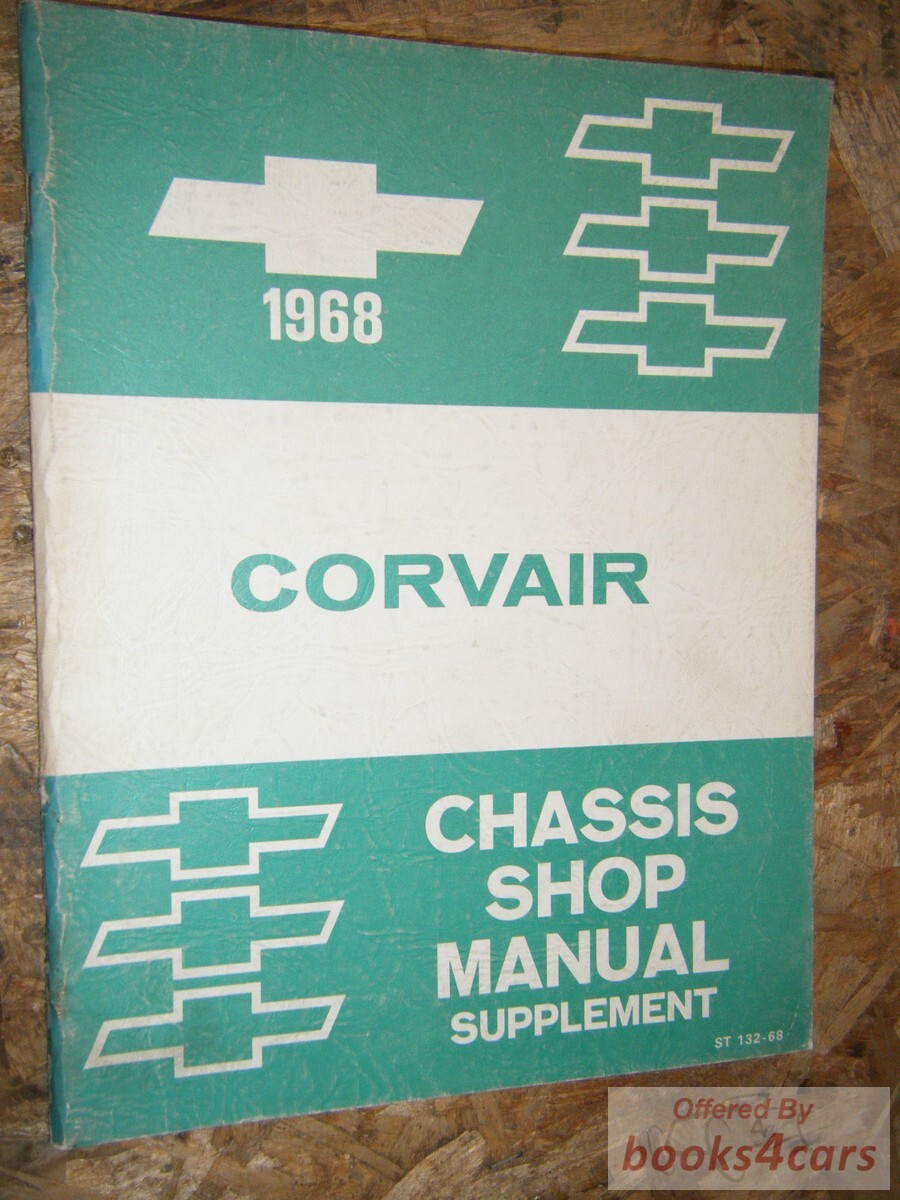 1968
CORVAIR
CHASSIS
SHOP
MANUAL
SUPPLEMENT
ST 132-68
Offered By
books4cars